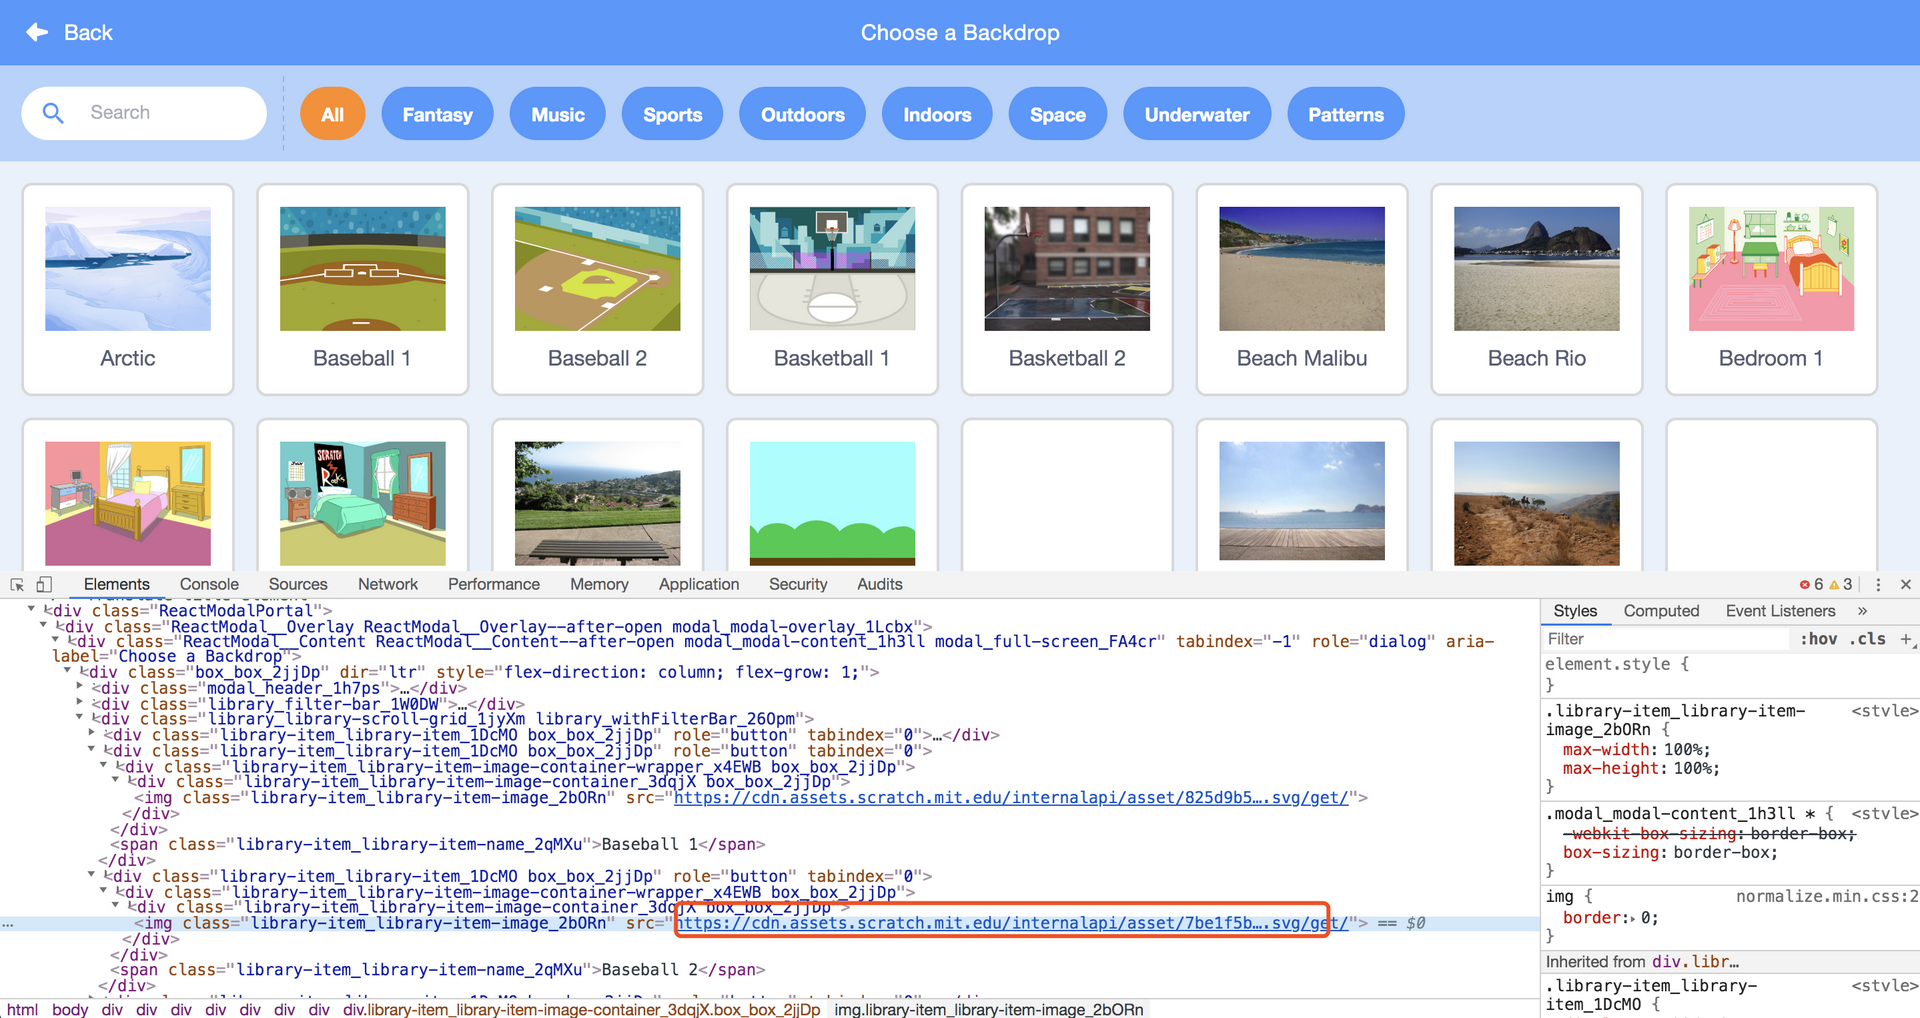 Back
Choose a Backdrop
Search
All
Fantasy
Music
Sports
Outdoors
Indoors
Space
Underwater
Patterns
Arctic
Baseball 1
Baseball 2
Basketball 1
Basketball 2
Beach Malibu
Beach Rio
Bedroom 1
SCRATCH
Rocks
Elements Console Sources Network Performance Memory Application Security Audits
6 3
<div class="ReactModalPortal">
<div class="ReactModal__Overlay ReactModal__Overlay--after-open modal_modal-overlay_1Lcbx">
<div class="ReactModal__Content ReactModal__Content--after-open modal_modal-content_1h3ll modal_full-screen_FA4cr" tabindex="-1" role="dialog" aria-
label="Choose a Backdrop">
<div class="box_box_2jjDp" dir="ltr" style="flex-direction: column; flex-grow: 1;">
<div class="modal_header_1h7ps">…</div>
<div class="library_filter-bar_1W0DW">…</div>
<div class="library_library-scroll-grid_1jyXm library_withFilterBar_26Opm">
<div class="library-item_library-item_1DcMO box_box_2jjDp" role="button" tabindex="0">…</div>
<div class="library-item_library-item_1DcMO box_box_2jjDp" role="button" tabindex="0">
<div class="library-item_library-item-image-container-wrapper_x4EWB box_box_2jjDp">
<div class="library-item_library-item-image-container_3dqjX box_box_2jjDp">
<img class="library-item_library-item-image_2bORn" src="https://cdn.assets.scratch.mit.edu/internalapi/asset/825d9b5….svg/get/">
</div>
</div>
<span class="library-item_library-item-name_2qMXu">Baseball 1</span>
</div>
<div class="library-item_library-item_1DcMO box_box_2jjDp" role="button" tabindex="0">
<div class="library-item_library-item-image-container-wrapper_x4EWB box_box_2jjDp">
<div class="library-item_library-item-image-container_3dqjX box_box_2jjDp">
… <img class="library-item_library-item-image_2bORn" src="https://cdn.assets.scratch.mit.edu/internalapi/asset/7be1f5b….svg/get/"> == $0
</div>
</div>
<span class="library-item_library-item-name_2qMXu">Baseball 2</span>
</div>
html body div div div div div div div div.library-item_library-item-image-container_3dqjX.box_box_2jjDp img.library-item_library-item-image_2bORn
Styles Computed Event Listeners »
Filter :hov .cls +
element.style {
}
.library-item_library-item- <style>
image_2bORn {
max-width: 100%;
max-height: 100%;
}
.modal_modal-content_1h3ll * { <style>
-webkit-box-sizing: border-box;
box-sizing: border-box;
}
img { normalize.min.css:2
border: 0;
}
Inherited from div.libr…
.library-item_library- <style>
item_1DcMO {